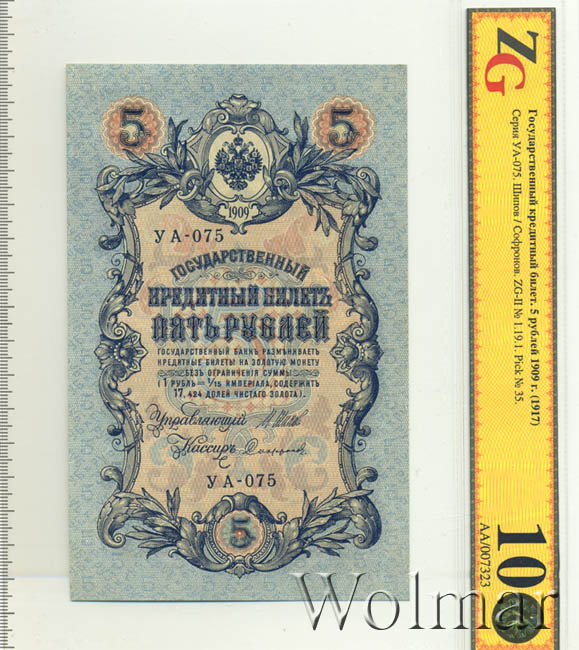 5 5
1909
УА-075
ГОСУДАРСТВЕННЫЙ
КРЕДИТНЫЙ БИЛЕТЪ
ПЯТЬ РУБЛЕЙ
ГОСУДАРСТВЕННЫЙ БАНКЪ РАЗМѢНИВАЕТЪ
КРЕДИТНЫЕ БИЛЕТЫ НА ЗОЛОТУЮ МОНЕТУ
БЕЗЪ ОГРАНИЧЕНІЯ СУММЫ
(1 РУБЛЬ = 1/15 ИМПЕРІАЛА, СОДЕРЖИТЪ
17,424 ДОЛЕЙ ЧИСТАГО ЗОЛОТА).
Управляющій
Кассиръ
УА-075
5
ZG
Государственный кредитный билет. 5 рублей 1909 г. (1917)
Серия УА-075. Шипов / Софронов. ZG-II № 1.19.1. Pick № 35.
AA/007323
10
Wolmar